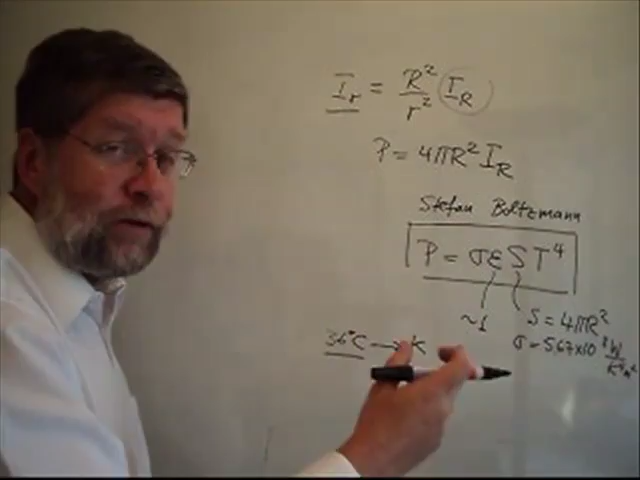 I_r = R²/r² I_R
P = 4πR² I_R
Stefan Boltzmann
P = σεST⁴
~1 S = 4πR²
σ = 5.67×10⁻⁸ W/K⁴m²
36°C → K